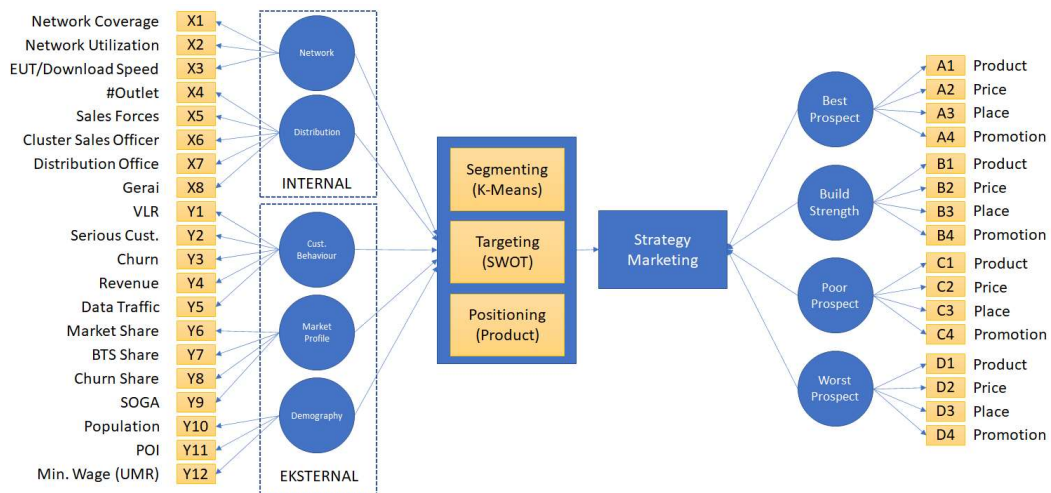 Network Coverage X1
Network Utilization X2
EUT/Download Speed X3
#Outlet X4
Sales Forces X5
Cluster Sales Officer X6
Distribution Office X7
Gerai X8
VLR Y1
Serious Cust. Y2
Churn Y3
Revenue Y4
Data Traffic Y5
Market Share Y6
BTS Share Y7
Churn Share Y8
SOGA Y9
Population Y10
POI Y11
Min. Wage (UMR) Y12
Network
Distribution
INTERNAL
Cust.
Behaviour
Market
Profile
Demography
EKSTERNAL
Segmenting
(K-Means)
Targeting
(SWOT)
Positioning
(Product)
Strategy
Marketing
Best
Prospect
Build
Strength
Poor
Prospect
Worst
Prospect
A1 Product
A2 Price
A3 Place
A4 Promotion
B1 Product
B2 Price
B3 Place
B4 Promotion
C1 Product
C2 Price
C3 Place
C4 Promotion
D1 Product
D2 Price
D3 Place
D4 Promotion